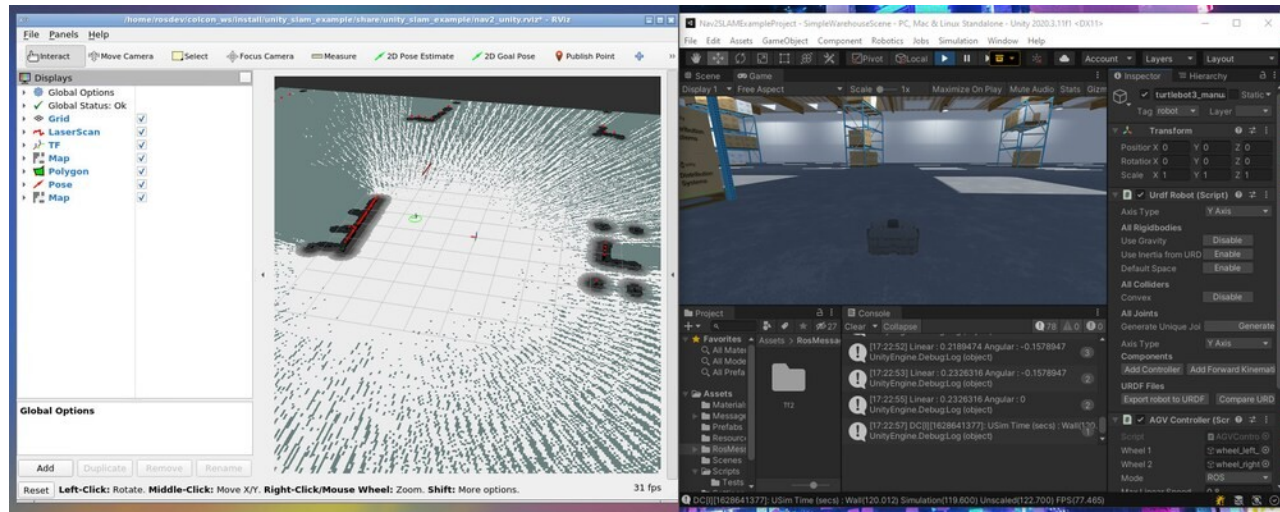 /home/rosdev/colcon_ws/install/unity_slam_example/share/unity_slam_example/nav2_unity.rviz* - RViz
File Panels Help
Interact Move Camera Select Focus Camera Measure 2D Pose Estimate 2D Goal Pose Publish Point
Displays
Global Options
Global Status: Ok
Grid
LaserScan
TF
Map
Polygon
Pose
Map
Global Options
Add Duplicate Remove Rename
Reset Left-Click: Rotate. Middle-Click: Move X/Y. Right-Click/Mouse Wheel: Zoom. Shift: More options. 31 fps
Nav2SLAMExampleProject - SimpleWarehouseScene - PC, Mac & Linux Standalone - Unity 2020.3.11f1 <DX11>
File Edit Assets GameObject Component Robotics Jobs Simulation Window Help
Pivot Local Account Layers Layout
Scene Game
Display 1 Free Aspect Scale 1x Maximize On Play Mute Audio Stats Gizm
Distribution
Systems
Project
27
Favorites
All Mater
All Mode
All Prefa
Assets
Material
Messag
Prefabs
Resourc
RosMes
Scenes
Scripts
Tests
Assets > RosMessa
Tf2
Console
Clear Collapse 78 0 0
[17:22:52] Linear : 0.2189474 Angular : -0.1578947
UnityEngine.Debug:Log (object)
3
[17:22:53] Linear : 0.2326316 Angular : -0.1578947
UnityEngine.Debug:Log (object)
2
[17:22:55] Linear : 0.2326316 Angular : 0
UnityEngine.Debug:Log (object)
2
[17:22:57] DC[I][1628641377]: USim Time (secs) : Wall(120.
UnityEngine.Debug:Log (object)
1
DC[I][1628641377]: USim Time (secs) : Wall(120.012) Simulation(119.600) Unscaled(122.700) FPS(77.465)
Inspector Hierarchy
turtlebot3_manu Static
Tag robot Layer
Transform
Position X 0 Y 0 Z 0
Rotation X 0 Y 0 Z 0
Scale X 1 Y 1 Z 1
Urdf Robot (Script)
Axis Type Y Axis
All Rigidbodies
Use Gravity Disable
Use Inertia from URD Enable
Default Space Enable
All Colliders
Convex Disable
All Joints
Generate Unique Joi Generate
Axis Type Y Axis
Components
Add Controller Add Forward Kinemati
URDF Files
Export robot to URDF Compare URD
AGV Controller (Scr
Script AGVContro
Wheel 1 wheel_left_
Wheel 2 wheel_right
Mode ROS